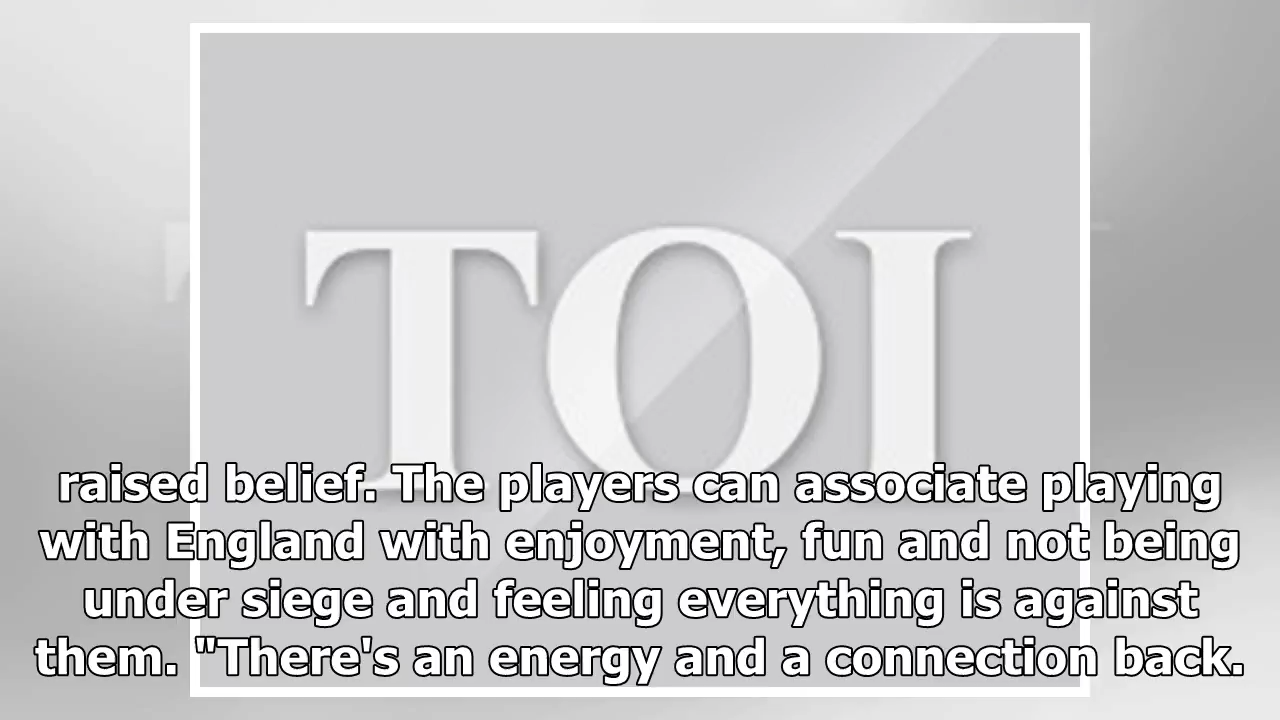 TOI
raised belief. The players can associate playing
with England with enjoyment, fun and not being
under siege and feeling everything is against
them. "There's an energy and a connection back.